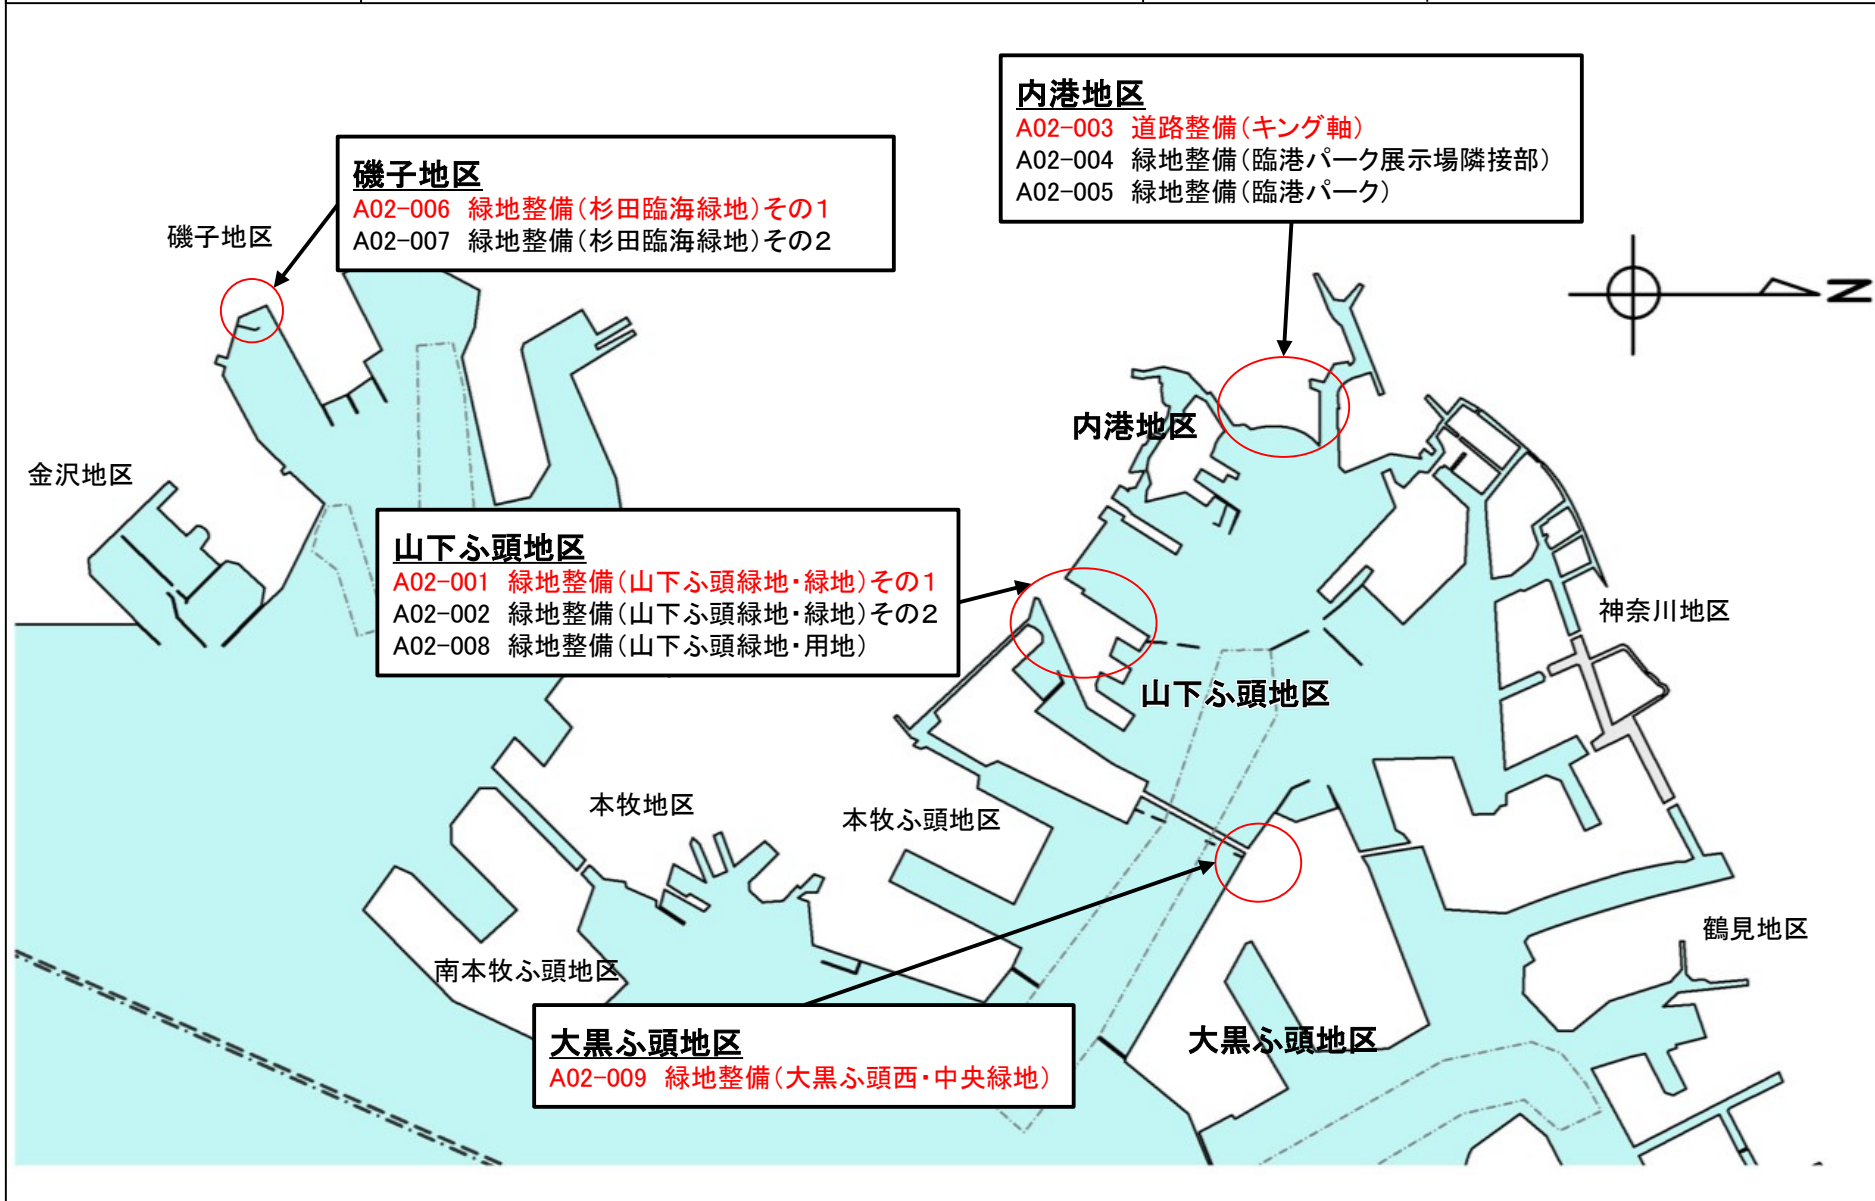 内港地区
A02-003 道路整備(キング軸)
A02-004 緑地整備(臨港パーク展示場隣接部)
A02-005 緑地整備(臨港パーク)
磯子地区
A02-006 緑地整備(杉田臨海緑地)その1
A02-007 緑地整備(杉田臨海緑地)その2
磯子地区
N
内港地区
金沢地区
山下ふ頭地区
A02-001 緑地整備(山下ふ頭緑地・緑地)その1
A02-002 緑地整備(山下ふ頭緑地・緑地)その2
A02-008 緑地整備(山下ふ頭緑地・用地)
神奈川地区
山下ふ頭地区
本牧地区
本牧ふ頭地区
鶴見地区
南本牧ふ頭地区
大黒ふ頭地区
大黒ふ頭地区
A02-009 緑地整備(大黒ふ頭西・中央緑地)